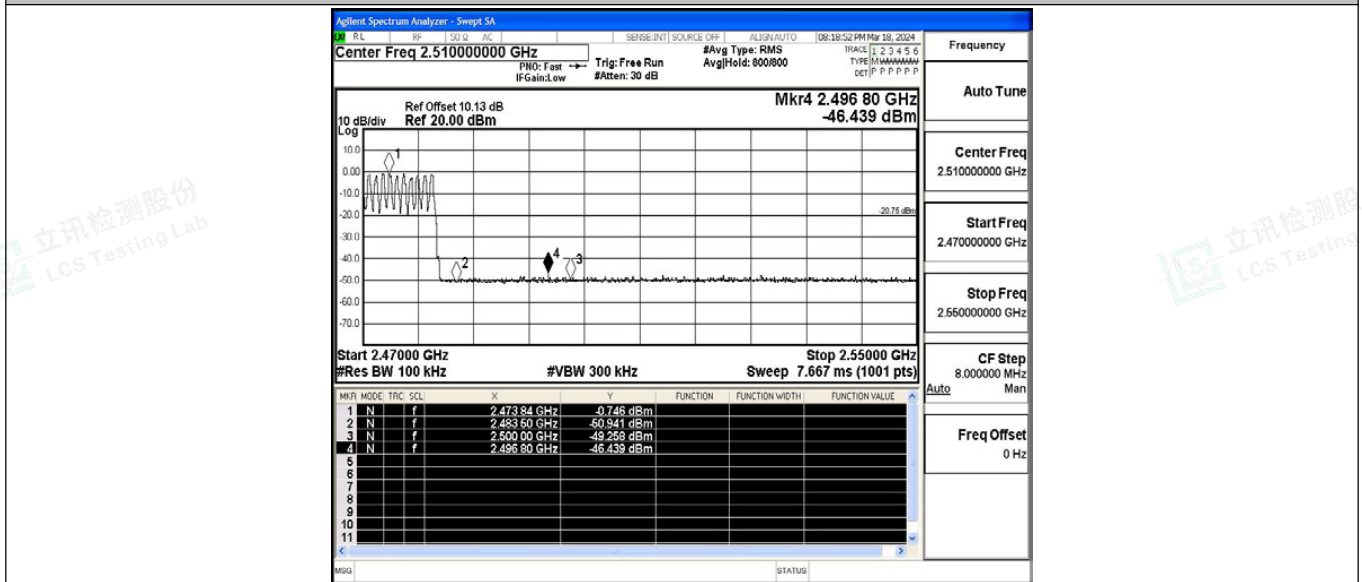 Agilent Spectrum Analyzer - Swept SA
RL RF 50 Ω AC SENSE:INT SOURCE OFF ALIGN AUTO 08:18:52 PM Mar 18, 2024
Center Freq 2.510000000 GHz
PNO: Fast
IFGain:Low
Trig: Free Run
#Atten: 30 dB
#Avg Type: RMS
Avg|Hold: 800/800
TRACE 1 2 3 4 5 6
TYPE M
DET P P P P P P
Mkr4 2.496 80 GHz
-46.439 dBm
Ref Offset 10.13 dB
10 dB/div Ref 20.00 dBm
Log
10.0
0.00
-10.0
-20.0
-30.0
-40.0
-50.0
-60.0
-70.0
1
2
4
3
-20.75 dBm
Start 2.47000 GHz Stop 2.55000 GHz
#Res BW 100 kHz #VBW 300 kHz Sweep 7.667 ms (1001 pts)
MKR MODE TRC SCL X Y FUNCTION FUNCTION WIDTH FUNCTION VALUE
1 N f 2.473 84 GHz -0.746 dBm
2 N f 2.483 50 GHz -50.941 dBm
3 N f 2.500 00 GHz -49.258 dBm
4 N f 2.496 80 GHz -46.439 dBm
5
6
7
8
9
10
11
MSG STATUS
Frequency
Auto Tune
Center Freq
2.510000000 GHz
Start Freq
2.470000000 GHz
Stop Freq
2.550000000 GHz
CF Step
8.000000 MHz
Auto Man
Freq Offset
0 Hz
立讯检测股份
LCS Testing Lab
立讯检测股
LCS Testing